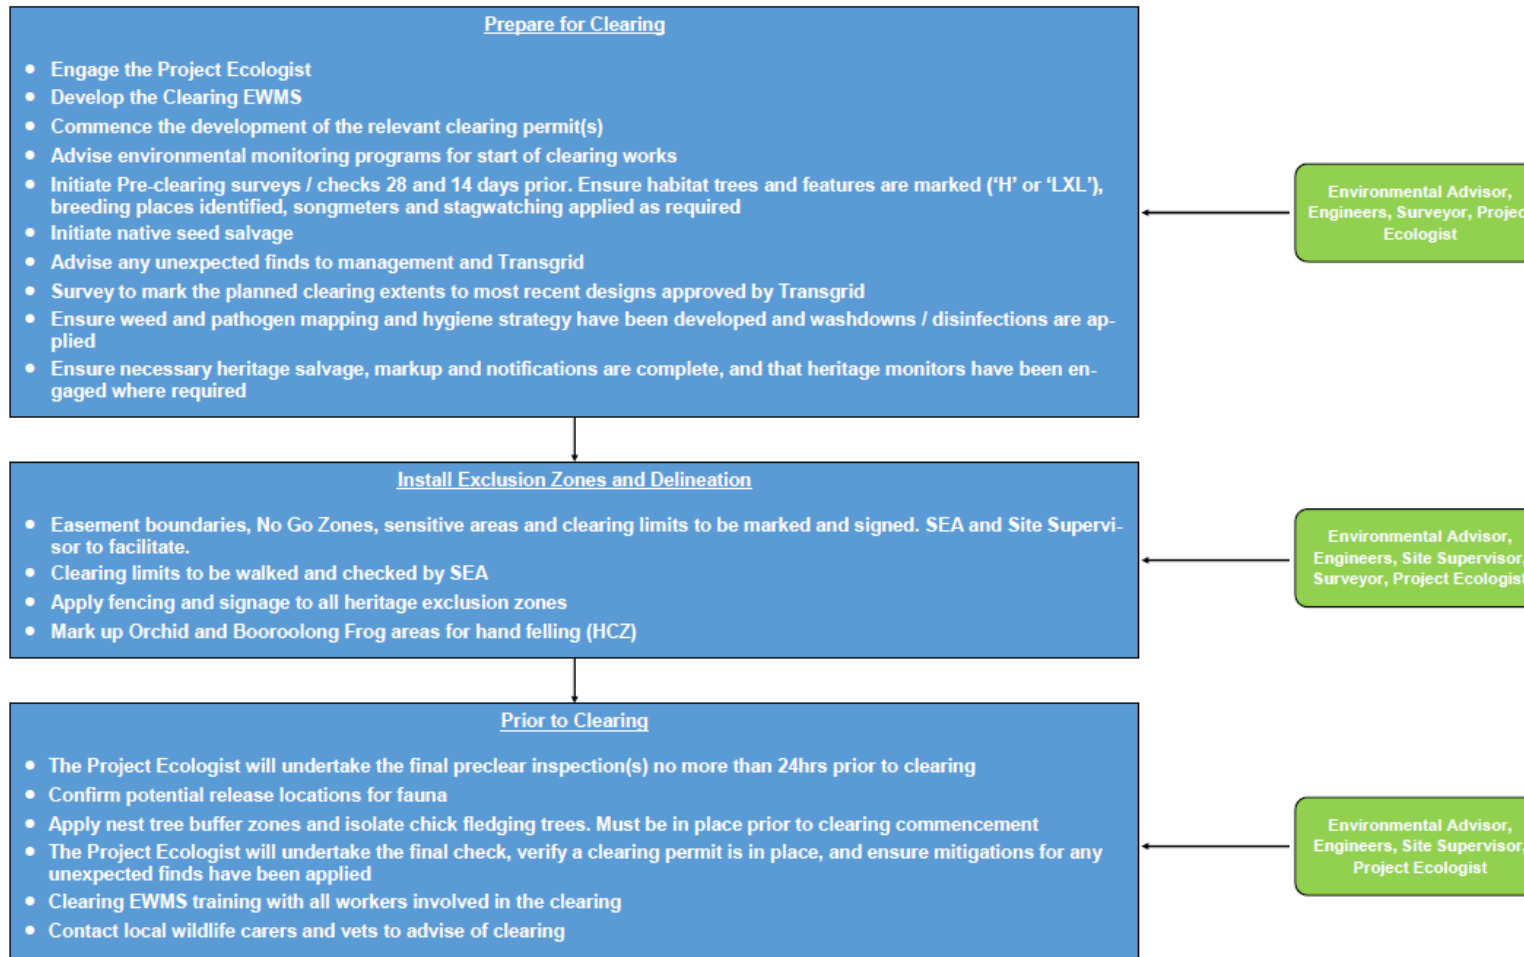 Prepare for Clearing
• Engage the Project Ecologist
• Develop the Clearing EWMS
• Commence the development of the relevant clearing permit(s)
• Advise environmental monitoring programs for start of clearing works
• Initiate Pre-clearing surveys / checks 28 and 14 days prior. Ensure habitat trees and features are marked (‘H’ or ‘LXL’),
breeding places identified, songmeters and stagwatching applied as required
• Initiate native seed salvage
• Advise any unexpected finds to management and Transgrid
• Survey to mark the planned clearing extents to most recent designs approved by Transgrid
• Ensure weed and pathogen mapping and hygiene strategy have been developed and washdowns / disinfections are ap-
plied
• Ensure necessary heritage salvage, markup and notifications are complete, and that heritage monitors have been en-
gaged where required
Environmental Advisor,
Engineers, Surveyor, Projec
Ecologist
Install Exclusion Zones and Delineation
• Easement boundaries, No Go Zones, sensitive areas and clearing limits to be marked and signed. SEA and Site Supervi-
sor to facilitate.
• Clearing limits to be walked and checked by SEA
• Apply fencing and signage to all heritage exclusion zones
• Mark up Orchid and Booroolong Frog areas for hand felling (HCZ)
Environmental Advisor,
Engineers, Site Supervisor,
Surveyor, Project Ecologist
Prior to Clearing
• The Project Ecologist will undertake the final preclear inspection(s) no more than 24hrs prior to clearing
• Confirm potential release locations for fauna
• Apply nest tree buffer zones and isolate chick fledging trees. Must be in place prior to clearing commencement
• The Project Ecologist will undertake the final check, verify a clearing permit is in place, and ensure mitigations for any
unexpected finds have been applied
• Clearing EWMS training with all workers involved in the clearing
• Contact local wildlife carers and vets to advise of clearing
Environmental Advisor,
Engineers, Site Supervisor,
Project Ecologist